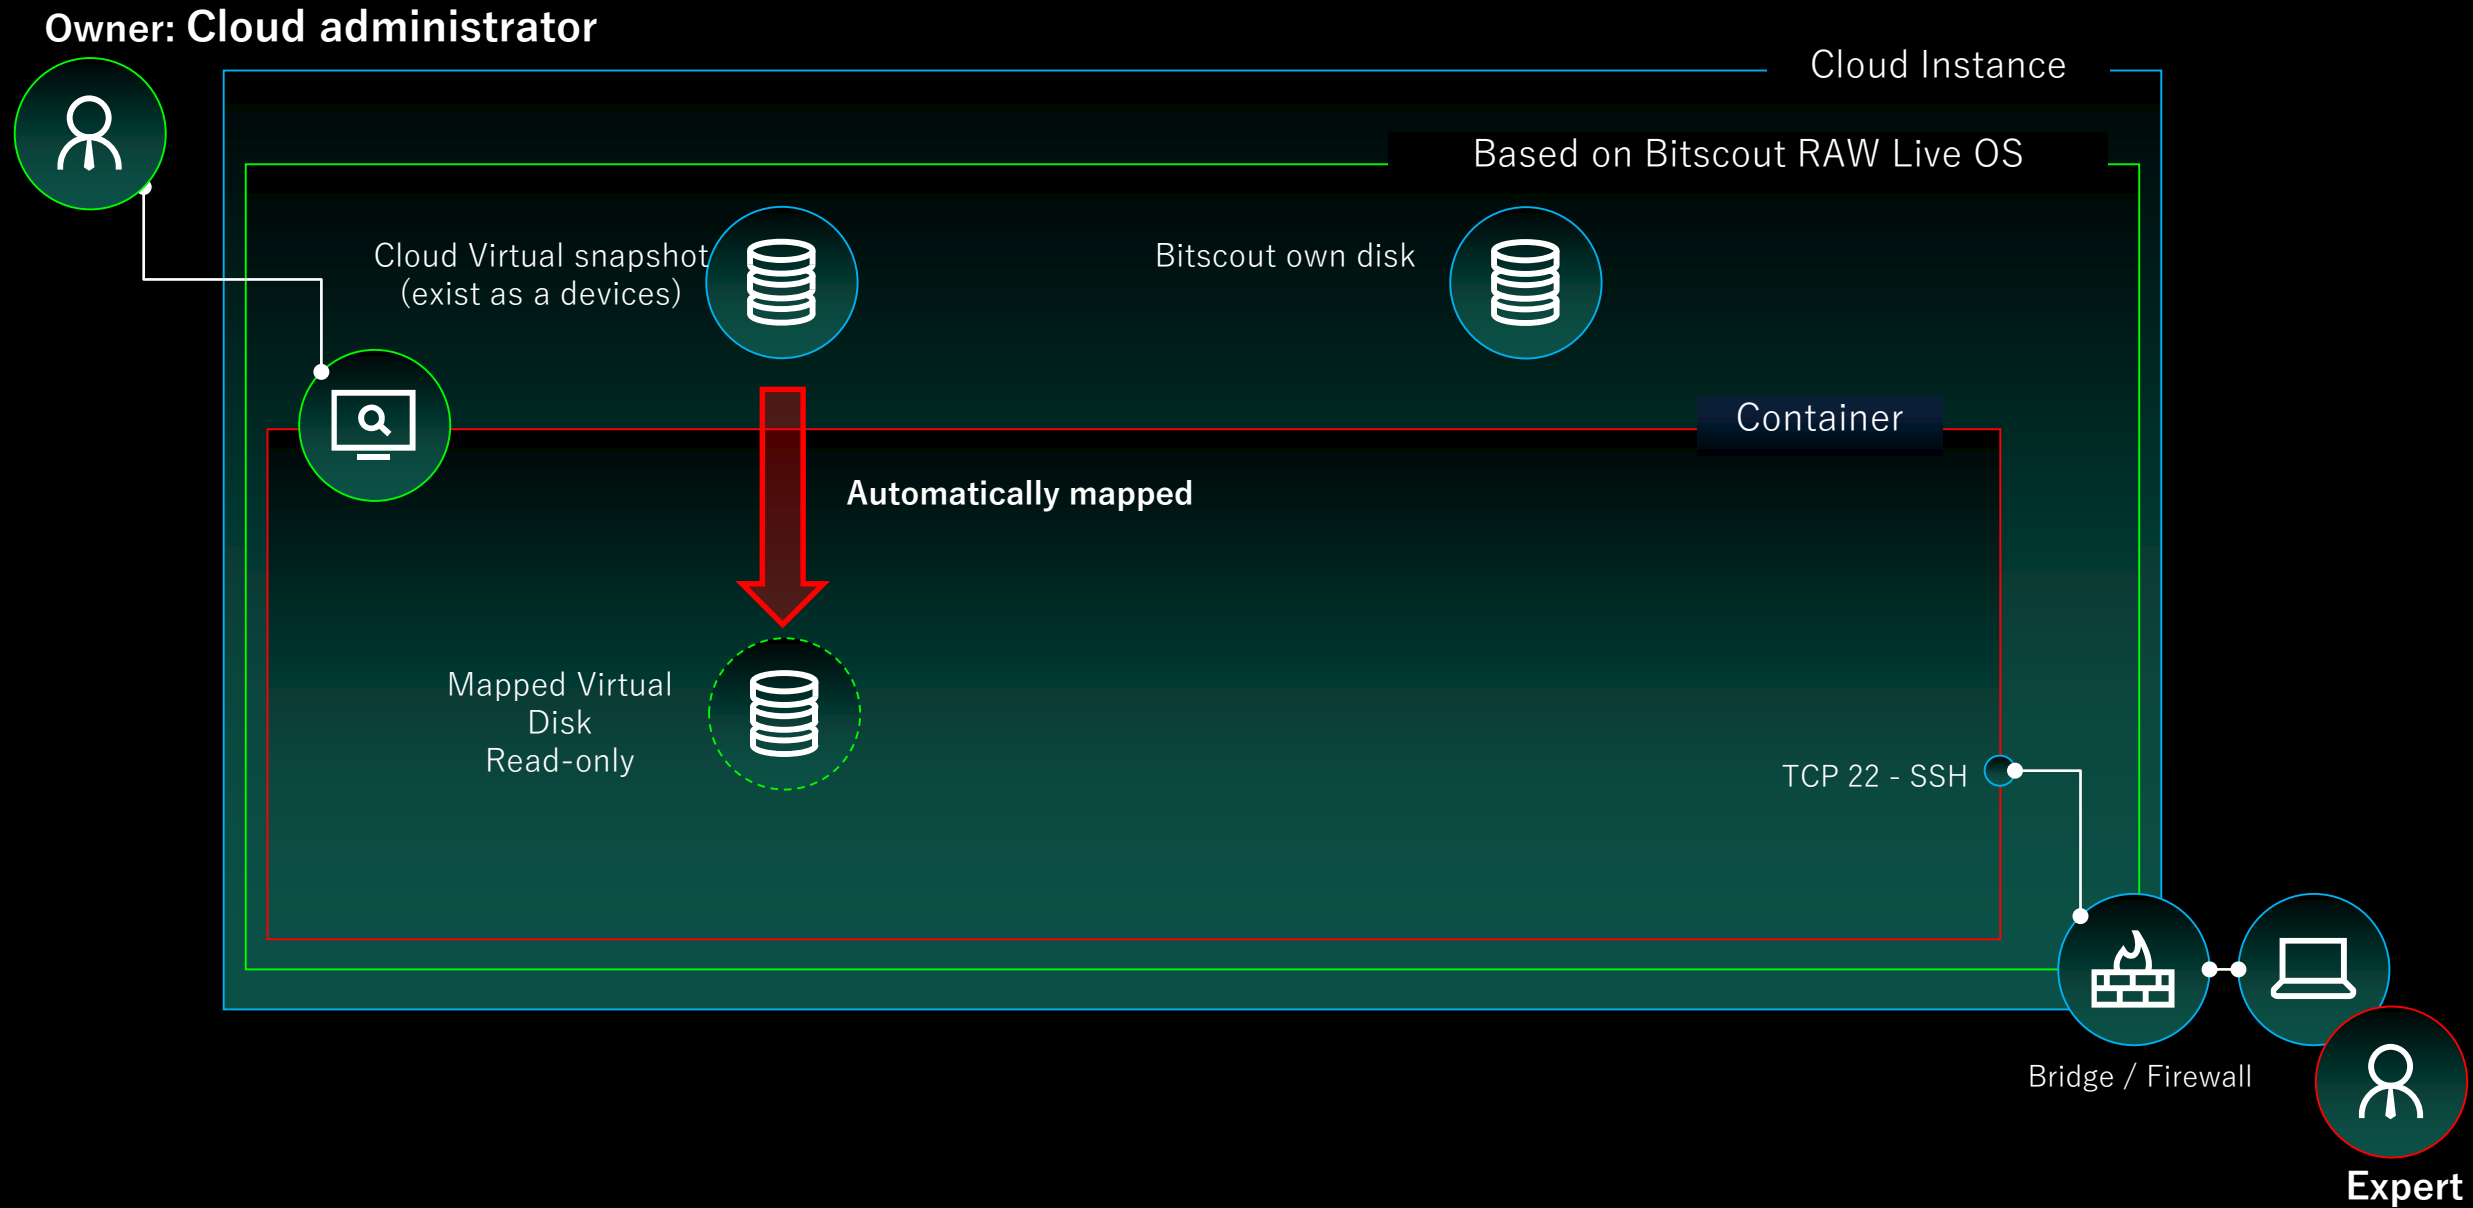 Owner: Cloud administrator
Cloud Instance
Based on Bitscout RAW Live OS
Cloud Virtual snapshot
(exist as a devices)
Bitscout own disk
Container
Automatically mapped
Mapped Virtual
Disk
Read-only
TCP 22 - SSH
Bridge / Firewall
Expert